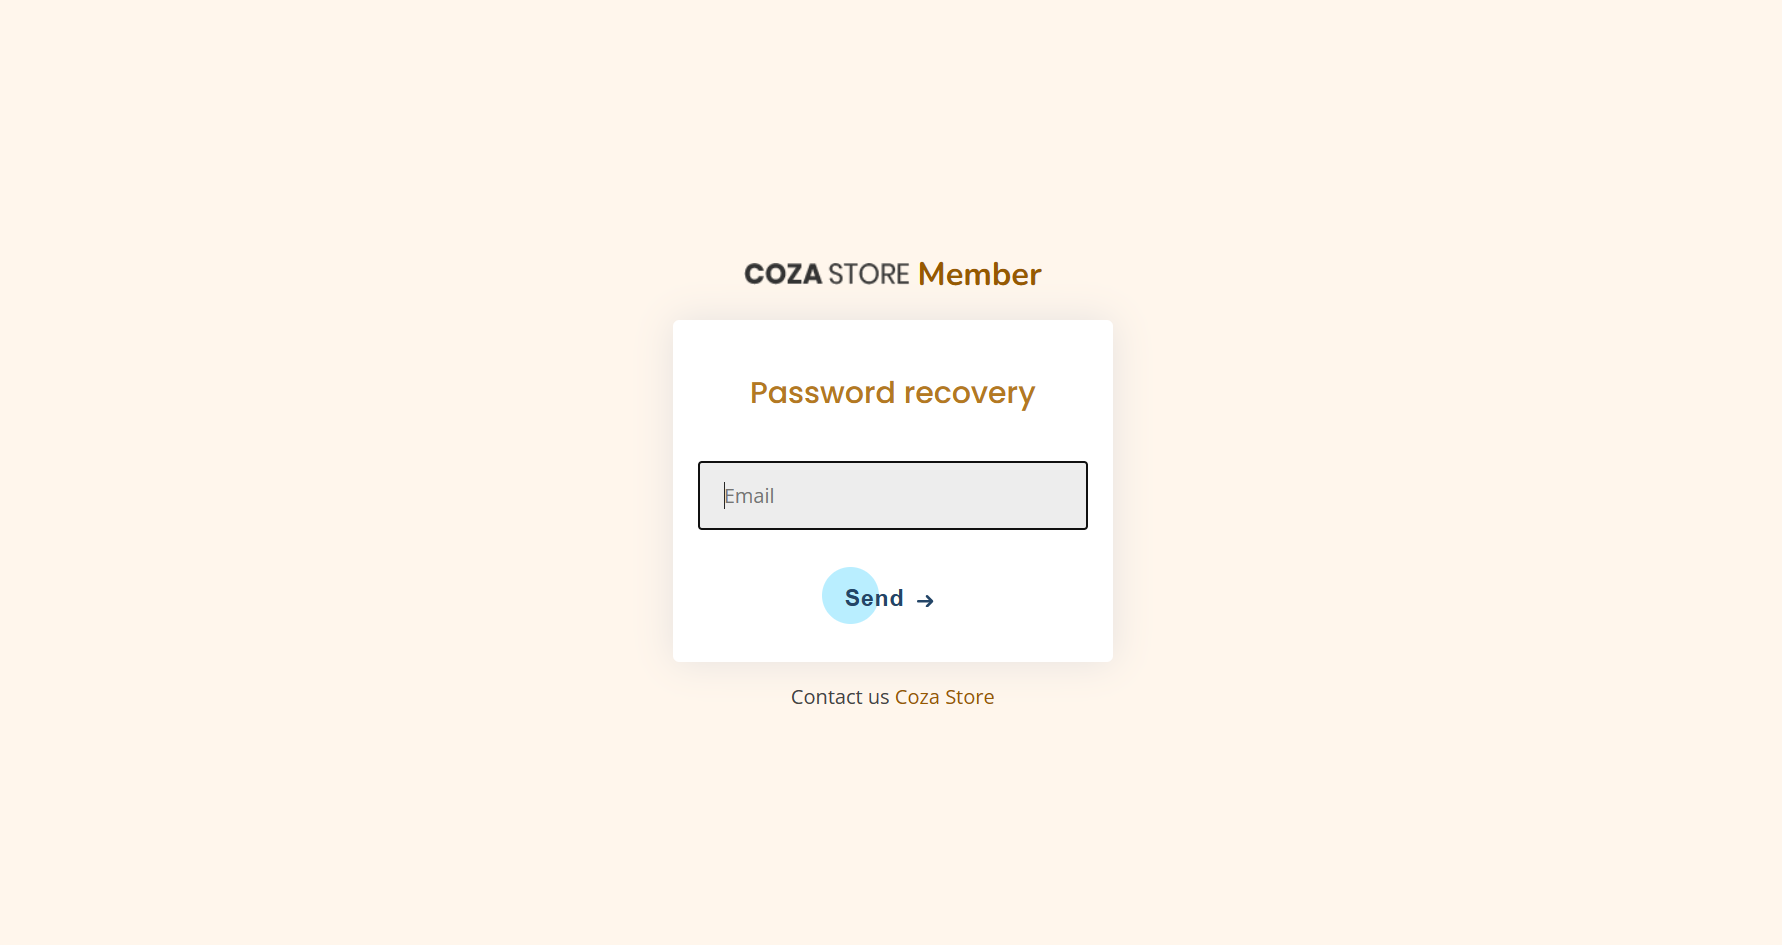 COZA STORE Member
Password recovery
Email
Send →
Contact us Coza Store